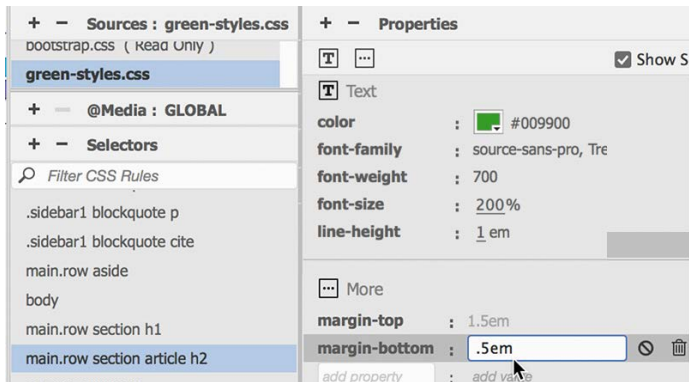 + − Sources : green-styles.css
bootstrap.css ( Read Only )
green-styles.css
+ − @Media : GLOBAL
+ − Selectors
Filter CSS Rules
.sidebar1 blockquote p
.sidebar1 blockquote cite
main.row aside
body
main.row section h1
main.row section article h2
+ − Properties
T ... Show S
T Text
color : #009900
font-family : source-sans-pro, Tre
font-weight : 700
font-size : 200%
line-height : 1 em
... More
margin-top : 1.5em
margin-bottom : .5em
add property : add value